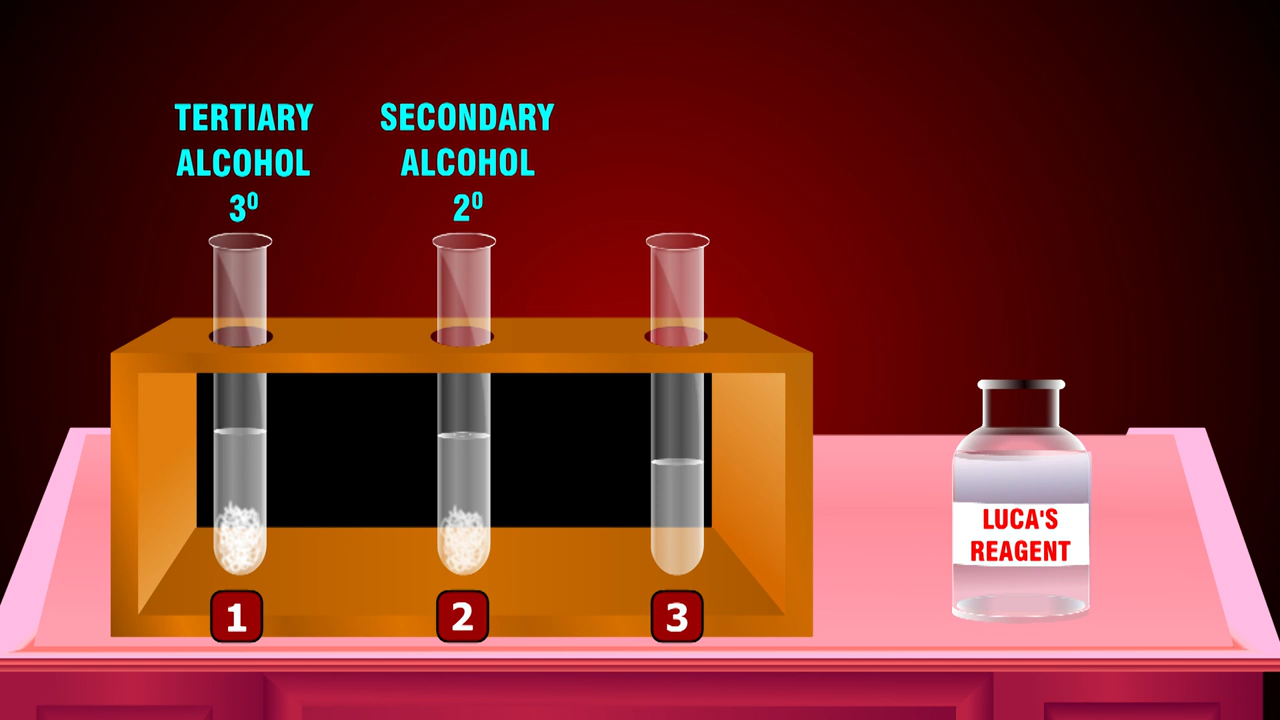 TERTIARY
ALCOHOL
3⁰
SECONDARY
ALCOHOL
2⁰
LUCA'S
REAGENT
1
2
3